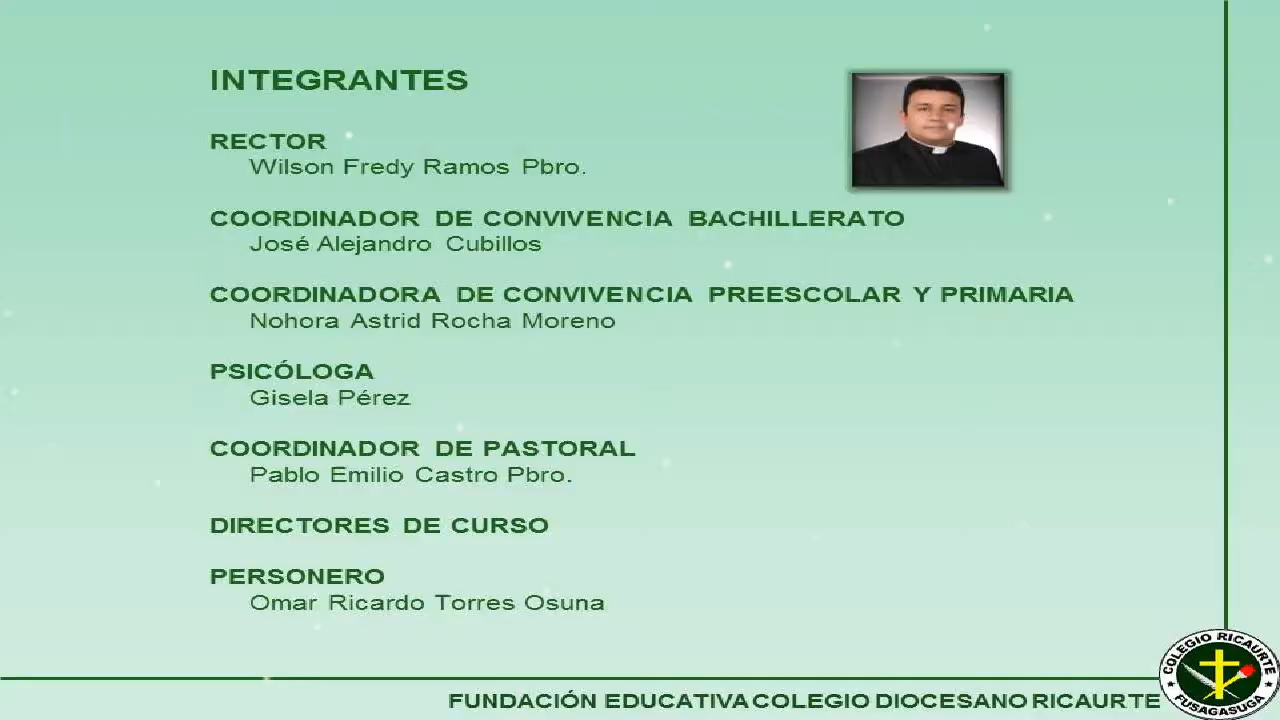 INTEGRANTES
RECTOR
Wilson Fredy Ramos Pbro.
COORDINADOR DE CONVIVENCIA BACHILLERATO
José Alejandro Cubillos
COORDINADORA DE CONVIVENCIA PREESCOLAR Y PRIMARIA
Nohora Astrid Rocha Moreno
PSICÓLOGA
Gisela Pérez
COORDINADOR DE PASTORAL
Pablo Emilio Castro Pbro.
DIRECTORES DE CURSO
PERSONERO
Omar Ricardo Torres Osuna
FUNDACIÓN EDUCATIVA COLEGIO DIOCESANO RICAURTE
COLEGIO RICAURTE
FUSAGASUGA